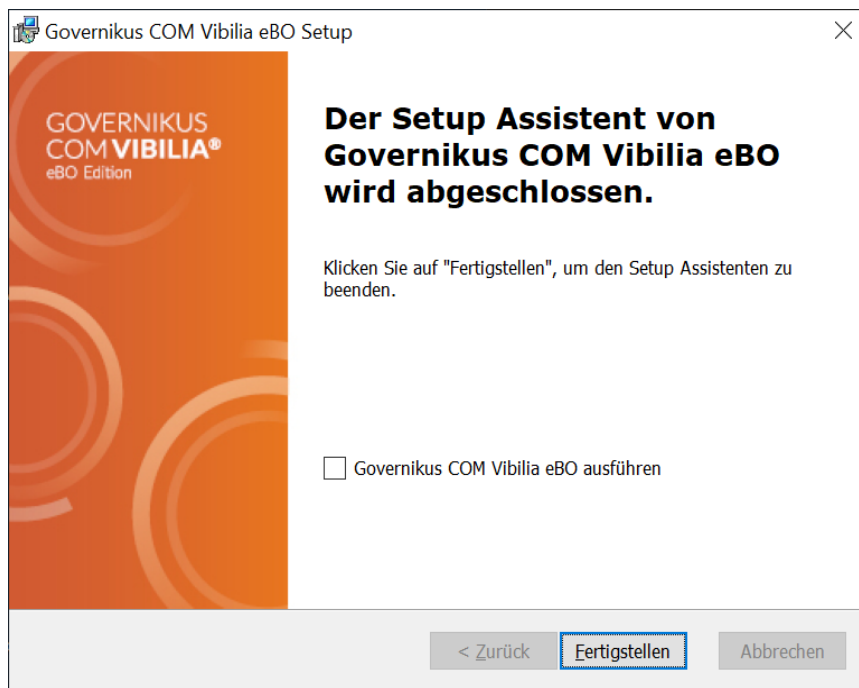 Governikus COM Vibilia eBO Setup
GOVERNIKUS
COM VIBILIA®
eBO Edition
Der Setup Assistent von
Governikus COM Vibilia eBO
wird abgeschlossen.
Klicken Sie auf "Fertigstellen", um den Setup Assistenten zu
beenden.
Governikus COM Vibilia eBO ausführen
< Zurück
Fertigstellen
Abbrechen